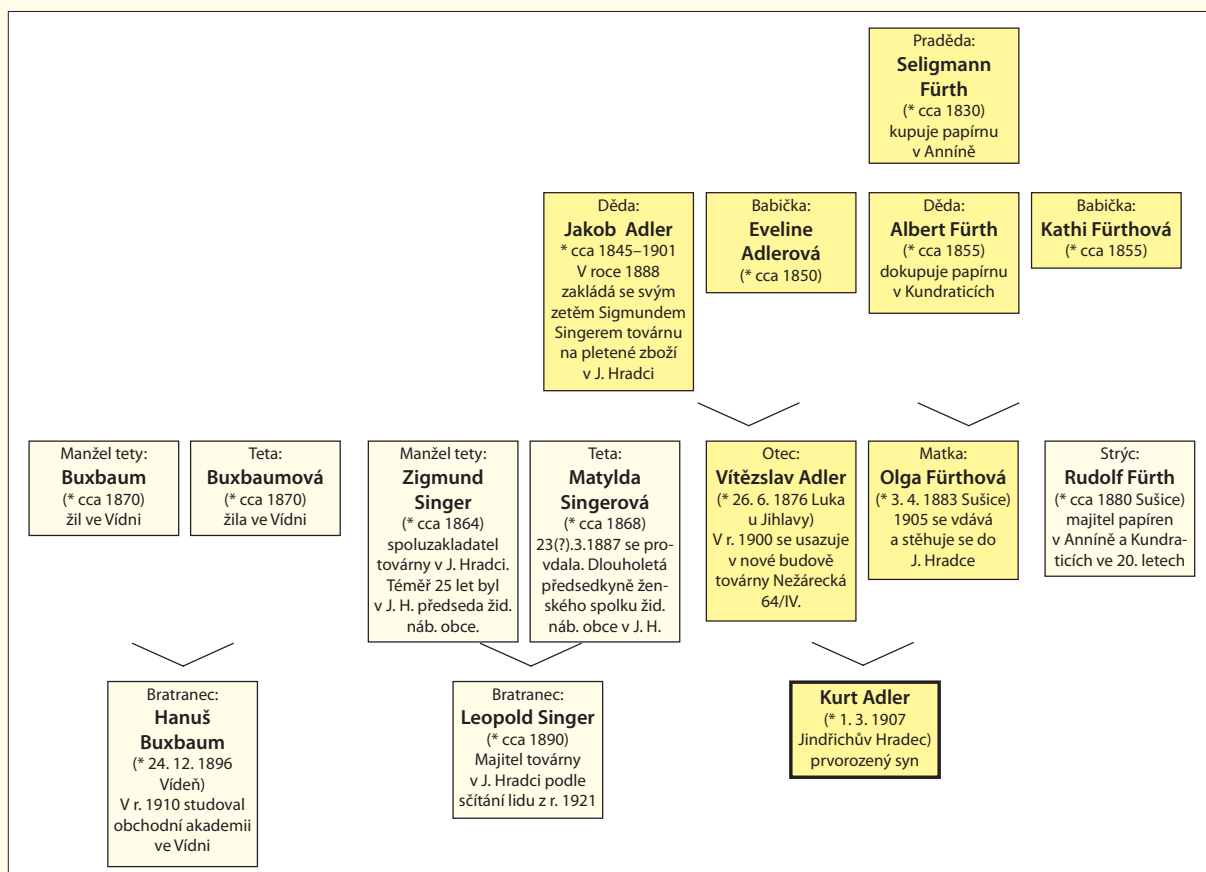 Praděda:
Seligmann
Fürth
(* cca 1830)
kupuje papírnu
v Anníně
Děda:
Jakob Adler
* cca 1845–1901
V roce 1888
zakládá se svým
zetěm Sigmundem
Singerem továrnu
na pletené zboží
v J. Hradci
Babička:
Eveline
Adlerová
(* cca 1850)
Děda:
Albert Fürth
(* cca 1855)
dokupuje papírnu
v Kundraticích
Babička:
Kathi Fürthová
(* cca 1855)
Manžel tety:
Buxbaum
(* cca 1870)
žil ve Vídni
Teta:
Buxbaumová
(* cca 1870)
žila ve Vídni
Manžel tety:
Zigmund
Singer
(* cca 1864)
spoluzakladatel
továrny v J. Hradci.
Téměř 25 let byl
v J. H. předseda žid.
náb. obce.
Teta:
Matylda
Singerová
(* cca 1868)
23(?).3.1887 se pro-
vdala. Dlouholetá
předsedkyně žen-
ského spolku žid.
náb. obce v J. H.
Otec:
Vítězslav Adler
(* 26. 6. 1876 Luka
u Jihlavy)
V r. 1900 se usazuje
v nové budově
továrny Nežárecká
64/IV.
Matka:
Olga Fürthová
(* 3. 4. 1883 Sušice)
1905 se vdává
a stěhuje se do
J. Hradce
Strýc:
Rudolf Fürth
(* cca 1880 Sušice)
majitel papíren
v Anníně a Kundra-
ticích ve 20. letech
Bratranec:
Hanuš
Buxbaum
(* 24. 12. 1896
Vídeň)
V r. 1910 studoval
obchodní akademii
ve Vídni
Bratranec:
Leopold Singer
(* cca 1890)
Majitel továrny
v J. Hradci podle
sčítání lidu z r. 1921
Kurt Adler
(* 1. 3. 1907
Jindřichův Hradec)
prvorozený syn